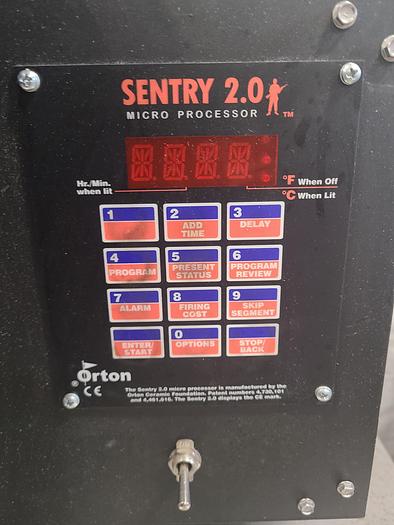 SENTRY 2.0
TM
MICRO PROCESSOR
Hr./Min.
when lit
°F When Off
°C When Lit
1
2
ADD
TIME
3
DELAY
4
PROGRAM
5
PRESENT
STATUS
6
PROGRAM
REVIEW
7
ALARM
8
FIRING
COST
9
SKIP
SEGMENT
ENTER/
START
0
OPTIONS
STOP/
BACK
Orton
CE
The Sentry 2.0 micro processor is manufactured by the
Orton Ceramic Foundation. Patent numbers 4,730,101
and 4,461,616. The Sentry 2.0 displays the CE mark.